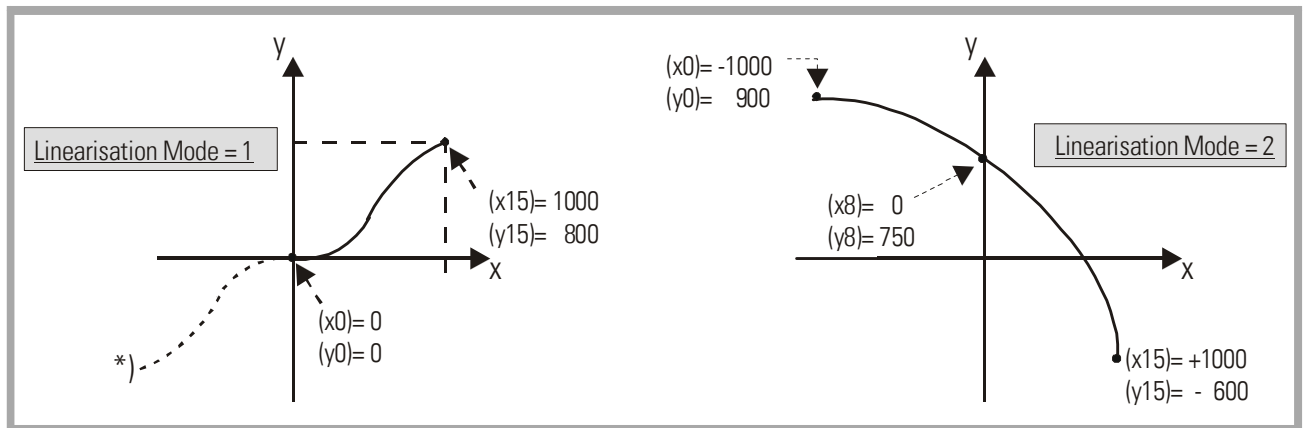 y
Linearisation Mode = 1
(x15)= 1000
(y15)= 800
x
(x0)= 0
(y0)= 0
*)
y
(x0)= -1000
(y0)= 900
Linearisation Mode = 2
(x8)= 0
(y8)= 750
x
(x15)= +1000
(y15)= - 600